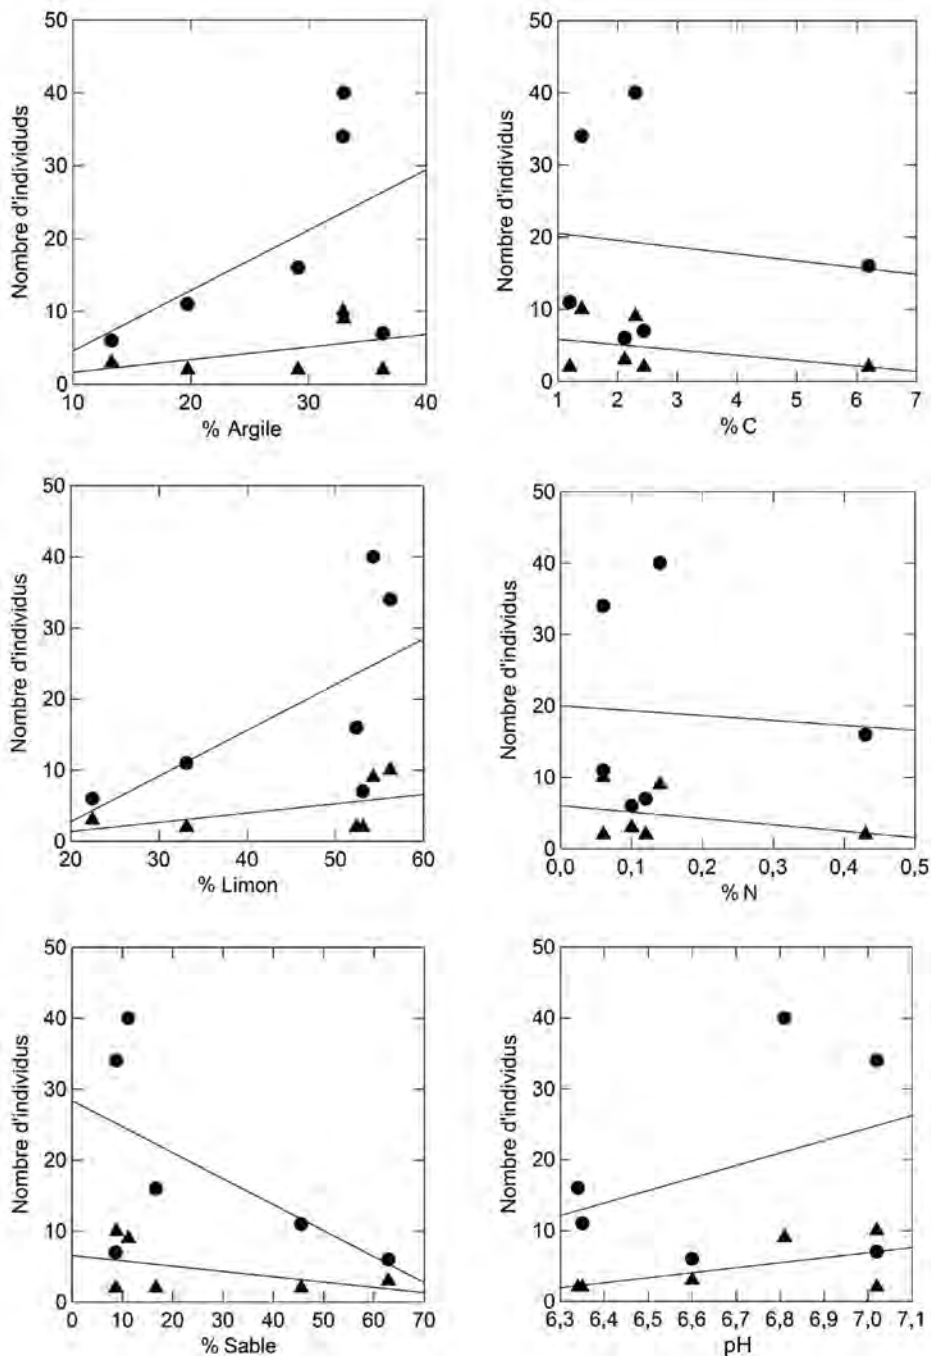 Nombre d'individuds
50
40
30
20
10
0
10 20 30 40
% Argile
Nombre d'individus
50
40
30
20
10
0
1 2 3 4 5 6 7
% C
Nombre d'individus
50
40
30
20
10
0
20 30 40 50 60
% Limon
Nombre d'individus
50
40
30
20
10
0
0,0 0,1 0,2 0,3 0,4 0,5
% N
Nombre d'individus
50
40
30
20
10
0
0 10 20 30 40 50 60 70
% Sable
Nombre d'individus
50
40
30
20
10
0
6,3 6,4 6,5 6,6 6,7 6,8 6,9 7,0 7,1
pH